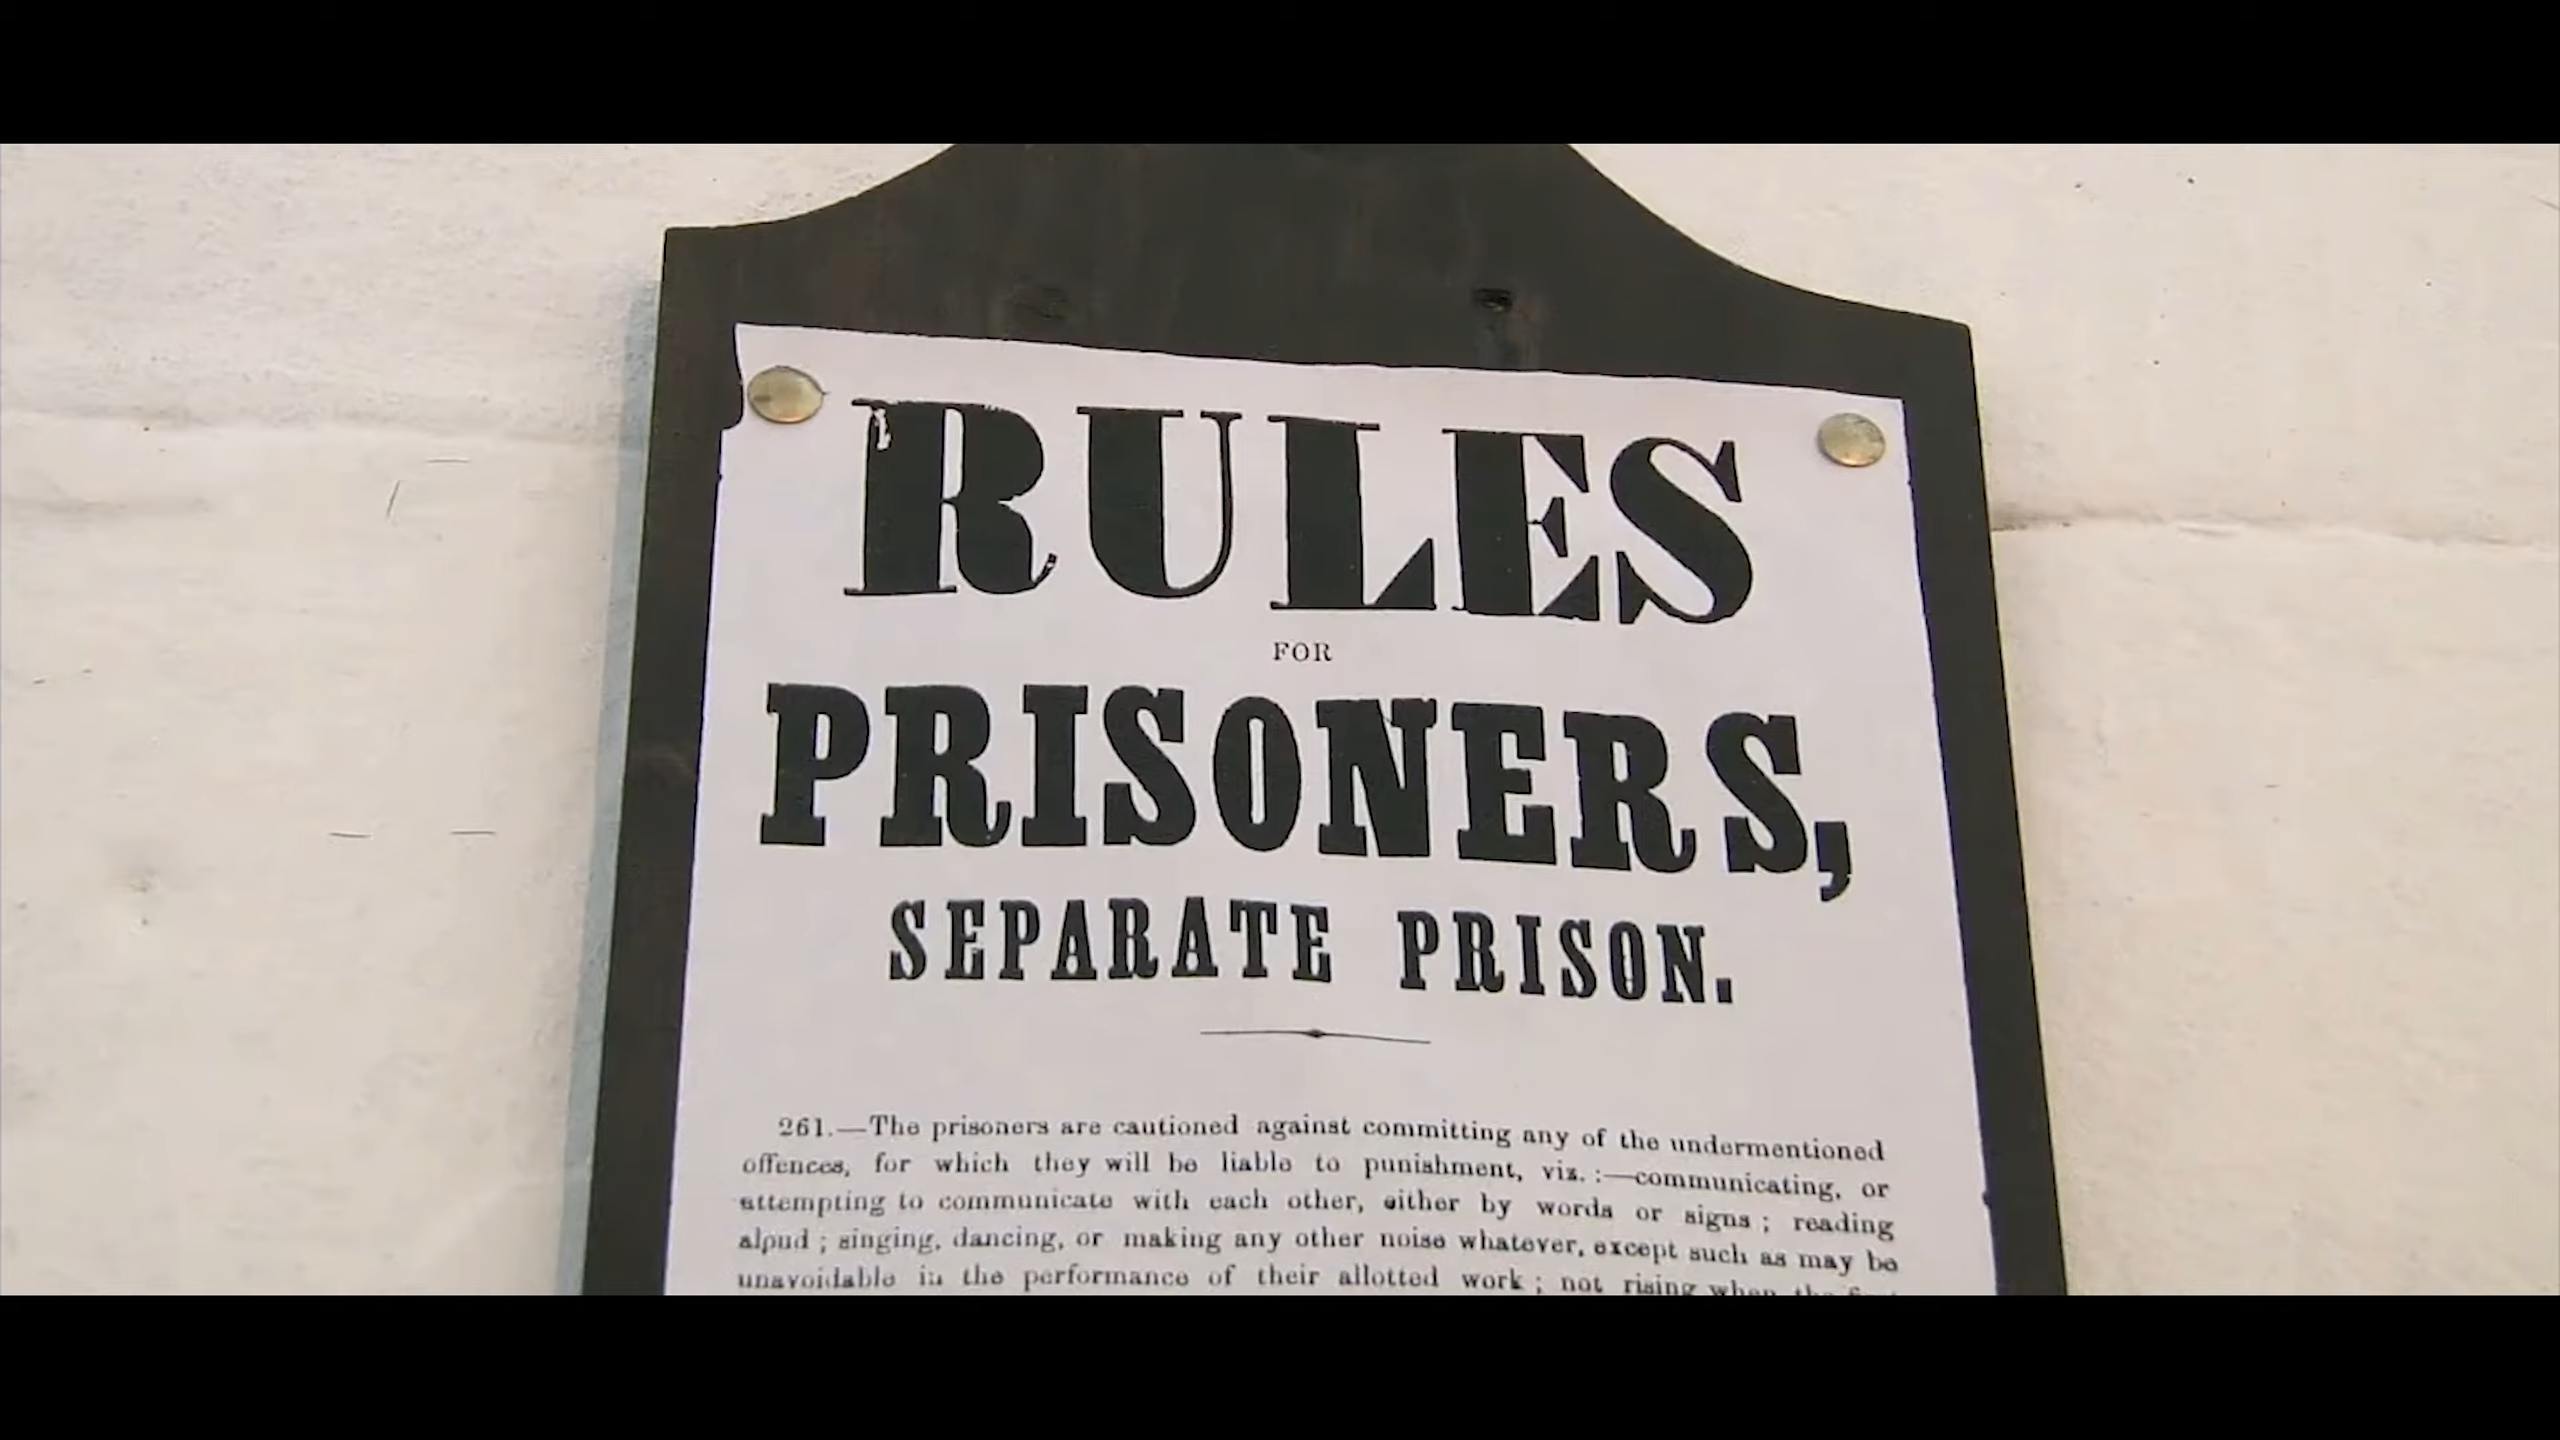 RULES
FOR
PRISONERS,
SEPARATE PRISON.
261.—The prisoners are cautioned against committing any of the undermentioned
offences, for which they will be liable to punishment, viz. :—communicating, or
attempting to communicate with each other, either by words or signs ; reading
aloud ; singing, dancing, or making any other noise whatever, except such as may be
unavoidable in the performance of their allotted work ; not rising when the